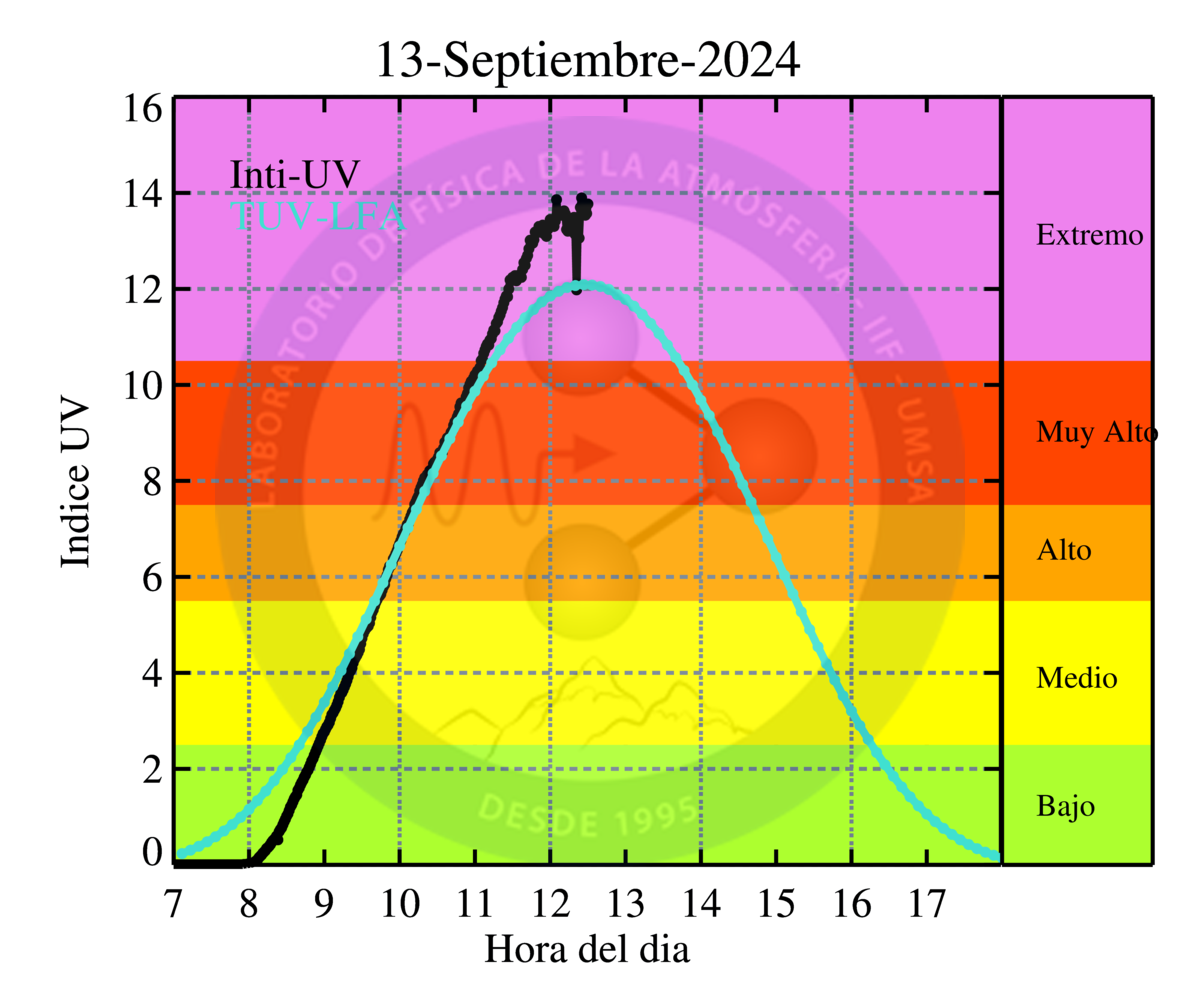 13-Septiembre-2024
16
14
12
10
8
6
4
2
0
Indice UV
Inti-UV
TUV-LFA
LABORATORIO DE FÍSICA DE LA ATMÓSFERA - IIF - UMSA
DESDE 1995
Extremo
Muy Alto
Alto
Medio
Bajo
7 8 9 10 11 12 13 14 15 16 17
Hora del dia